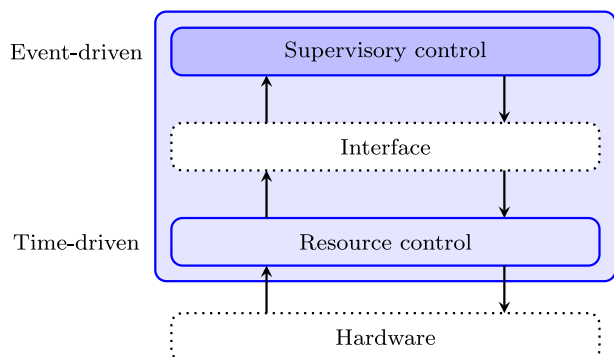 Event-driven Supervisory control
Interface
Time-driven Resource control
Hardware